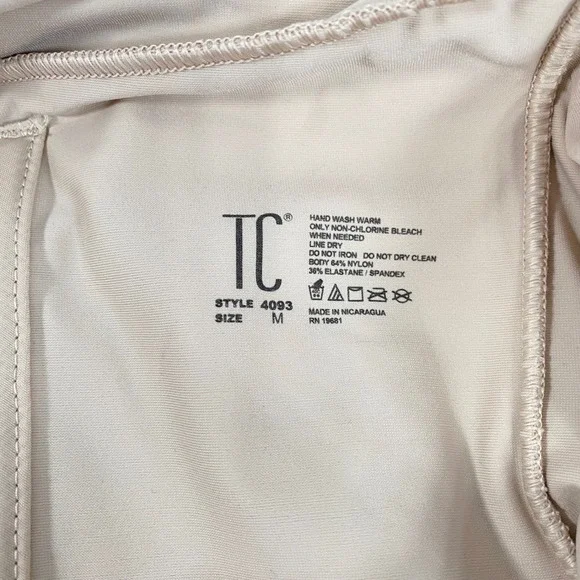 TC®
STYLE 4093
SIZE M
HAND WASH WARM
ONLY NON-CHLORINE BLEACH
WHEN NEEDED
LINE DRY
DO NOT IRON DO NOT DRY CLEAN
BODY 64% NYLON
36% ELASTANE / SPANDEX
MADE IN NICARAGUA
RN 19681